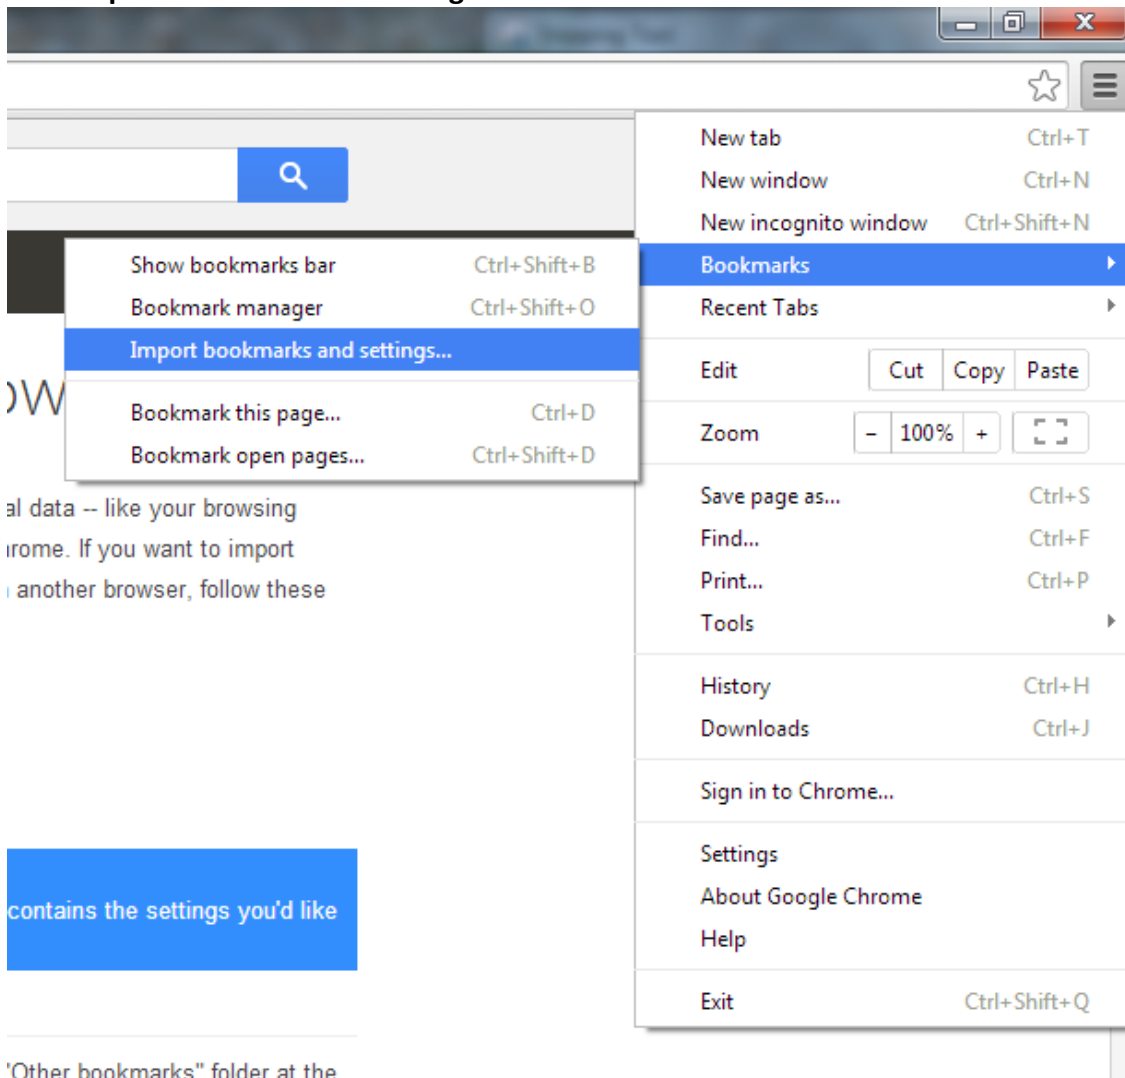 New tab Ctrl+T
New window Ctrl+N
New incognito window Ctrl+Shift+N
Bookmarks
Recent Tabs
Edit Cut Copy Paste
Zoom − 100% +
Save page as... Ctrl+S
Find... Ctrl+F
Print... Ctrl+P
Tools
History Ctrl+H
Downloads Ctrl+J
Sign in to Chrome...
Settings
About Google Chrome
Help
Exit Ctrl+Shift+Q
Show bookmarks bar Ctrl+Shift+B
Bookmark manager Ctrl+Shift+O
Import bookmarks and settings...
Bookmark this page... Ctrl+D
Bookmark open pages... Ctrl+Shift+D
al data -- like your browsing
rome. If you want to import
another browser, follow these
contains the settings you'd like
"Other bookmarks" folder at the